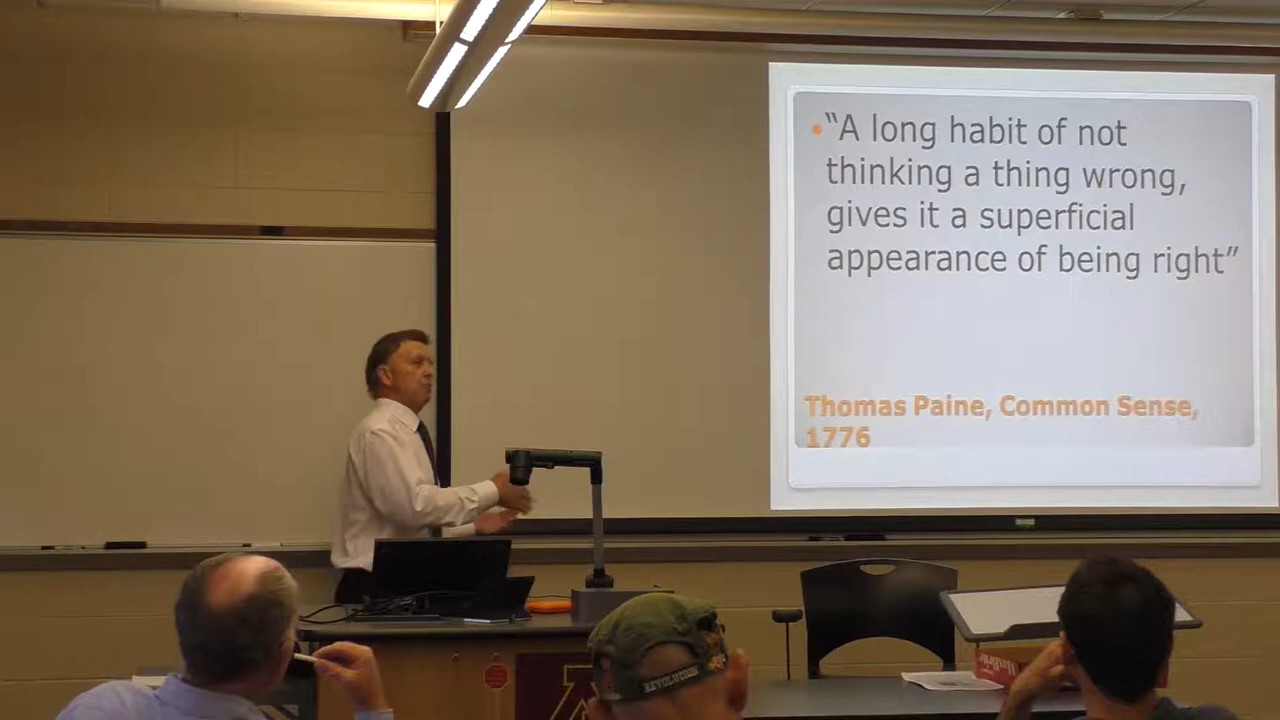 “A long habit of not
thinking a thing wrong,
gives it a superficial
appearance of being right”
Thomas Paine, Common Sense,
1776
REVOLUCION